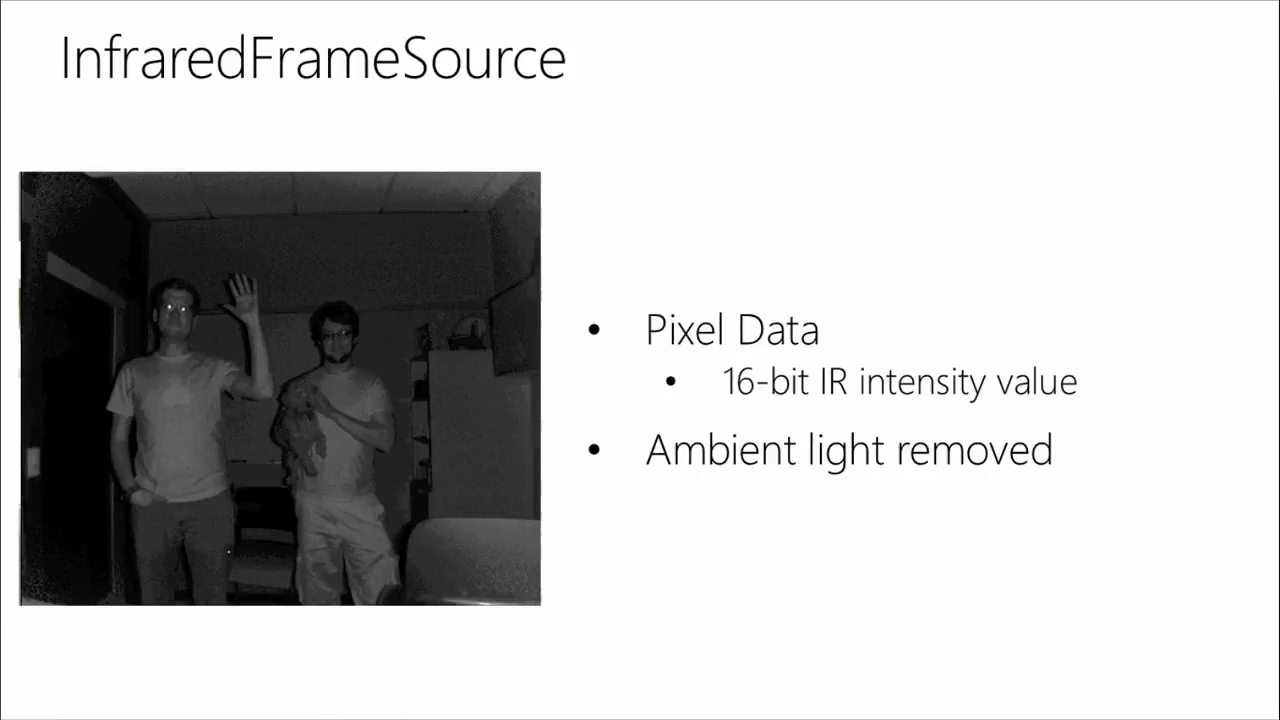 InfraredFrameSource
• Pixel Data
• 16-bit IR intensity value
• Ambient light removed